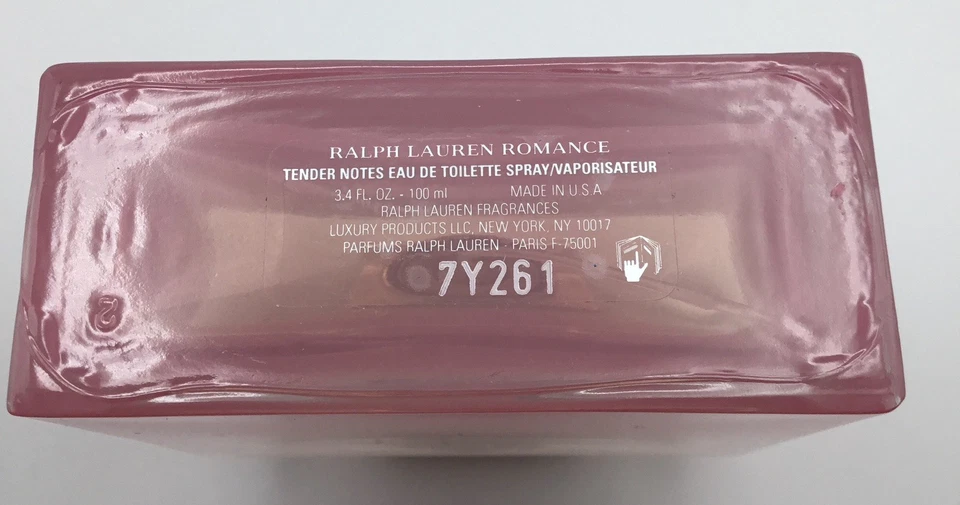 RALPH LAUREN ROMANCE
TENDER NOTES EAU DE TOILETTE SPRAY/VAPORISATEUR
3.4 FL. OZ. - 100 ml MADE IN U.S.A
RALPH LAUREN FRAGRANCES
LUXURY PRODUCTS LLC, NEW YORK, NY 10017
PARFUMS RALPH LAUREN - PARIS F-75001
7Y261
2